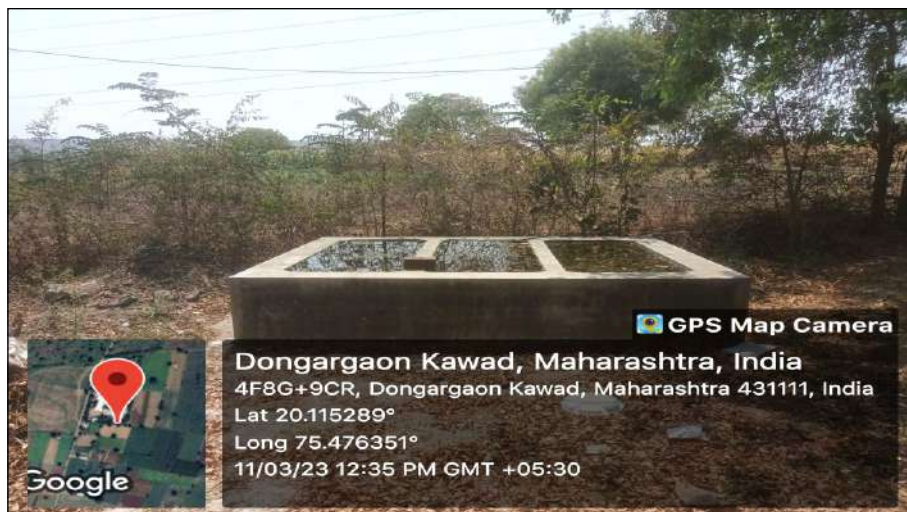 GPS Map Camera
Dongargaon Kawad, Maharashtra, India
4F8G+9CR, Dongargaon Kawad, Maharashtra 431111, India
Lat 20.115289°
Long 75.476351°
11/03/23 12:35 PM GMT +05:30
Google